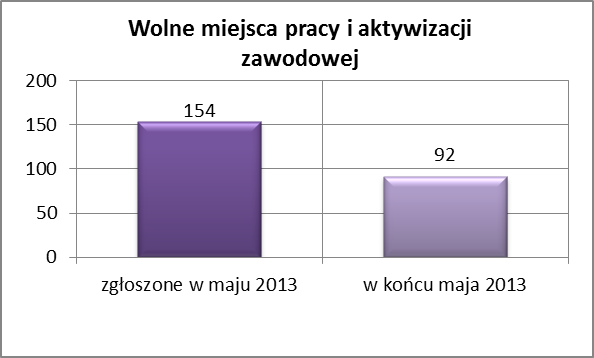 Wolne miejsca pracy i aktywizacji
zawodowej
200
150
100
50
0
154
92
zgłoszone w maju 2013
w końcu maja 2013